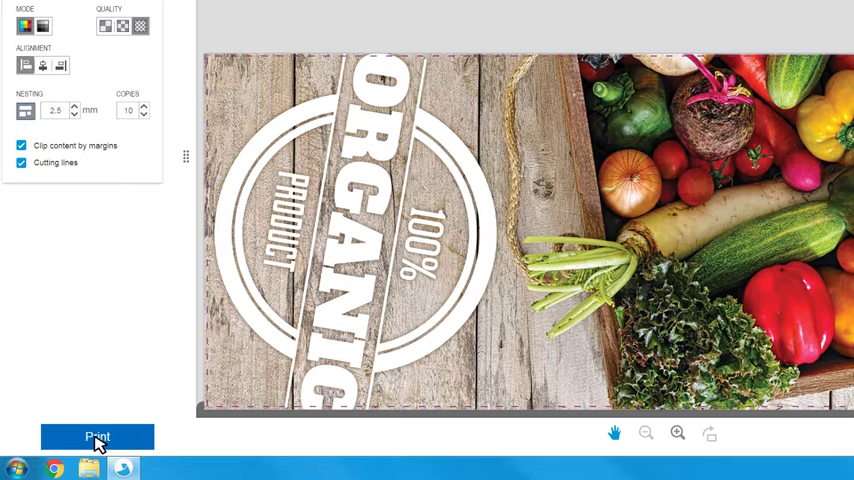 MODE
QUALITY
ALIGNMENT
NESTING
COPIES
2.5 mm
10
Clip content by margins
Cutting lines
Print
ORGANIC
PRODUCT
100%